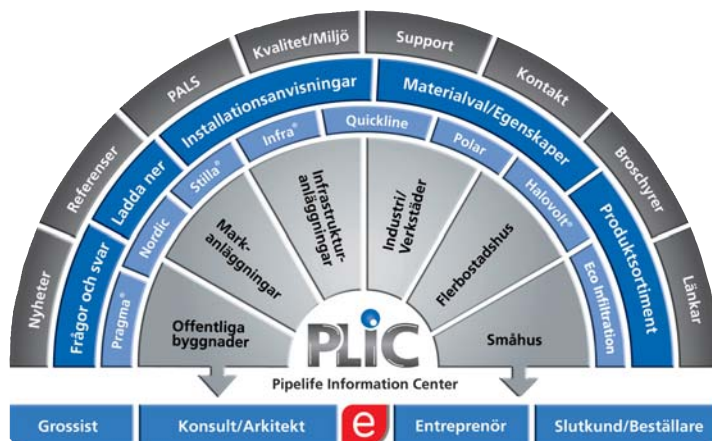 Nyheter
Referenser
PALS
Kvalitet/Miljö
Support
Kontakt
Broschyrer
Länkar
Frågor och svar
Ladda ner
Installationsanvisningar
Materialval/Egenskaper
Produktsortiment
Pragma®
Nordic
Stilla®
Infra®
Quickline
Polar
Halovolt®
Eco Infiltration
Offentliga
byggnader
Mark-
anläggningar
Infrastruktur-
anläggningar
Industri/
Verkstäder
Flerbostadshus
Småhus
PLiC
Pipelife Information Center
Grossist
Konsult/Arkitekt
e
Entreprenör
Slutkund/Beställare